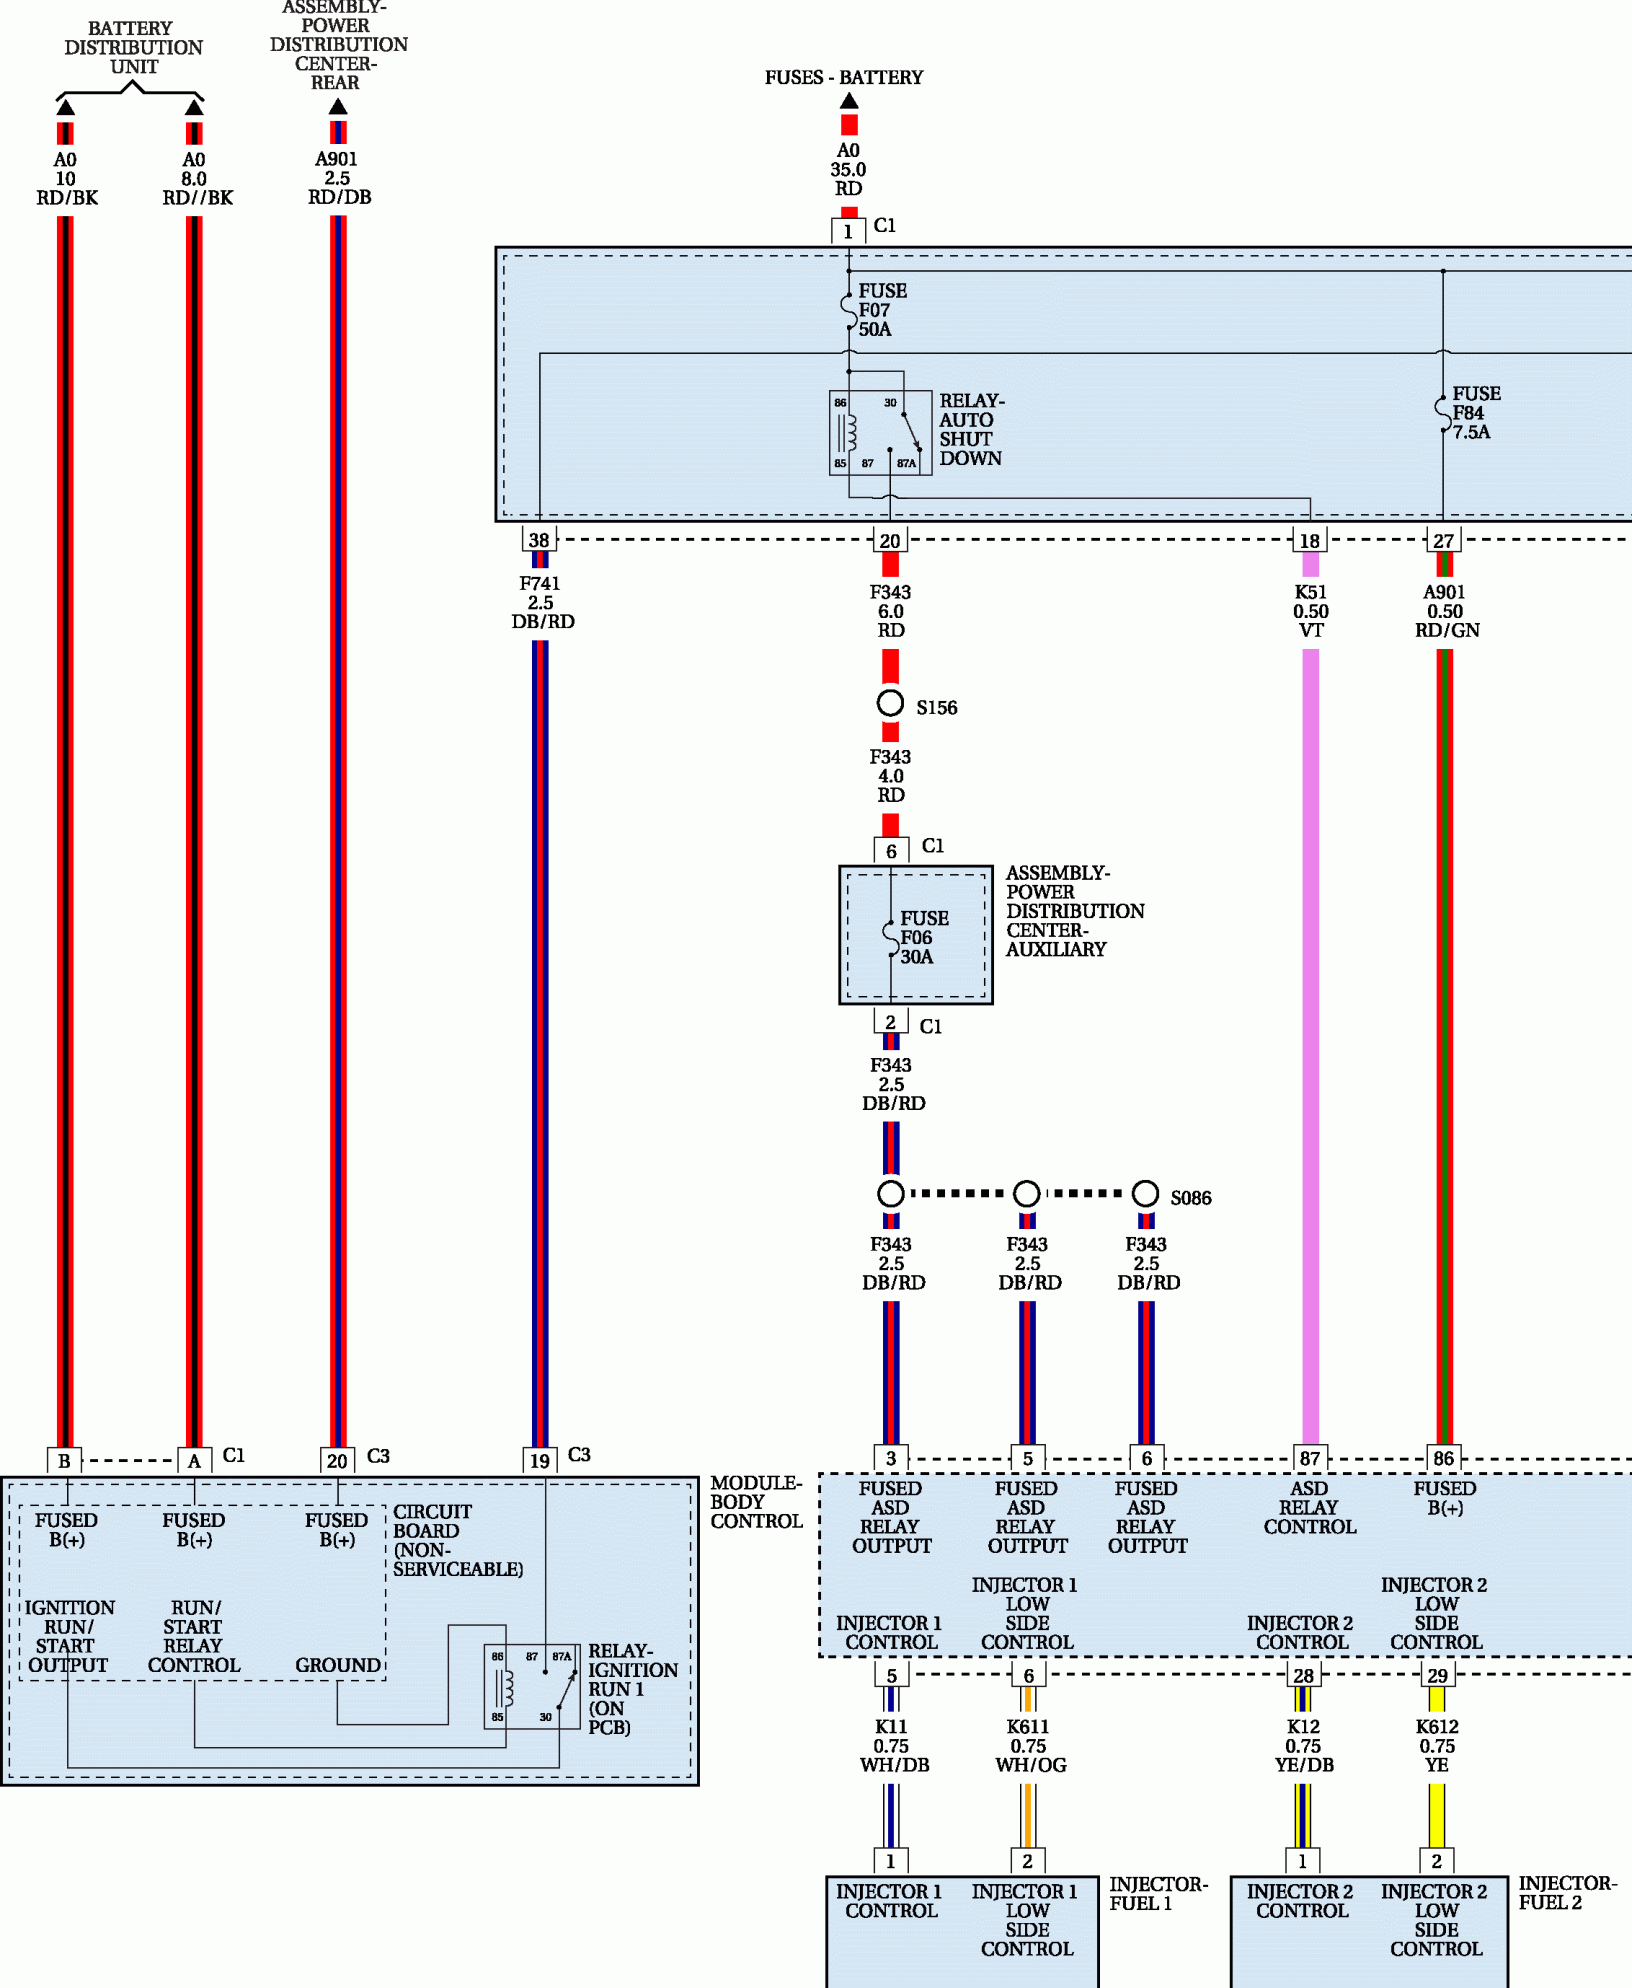 BATTERY
DISTRIBUTION
UNIT
ASSEMBLY-
POWER
DISTRIBUTION
CENTER-
REAR
FUSES - BATTERY
A0
10
RD/BK
A0
8.0
RD//BK
A901
2.5
RD/DB
A0
35.0
RD
1
C1
FUSE
F07
50A
86
30
85
87
87A
RELAY-
AUTO
SHUT
DOWN
FUSE
F84
7.5A
38
20
18
27
F741
2.5
DB/RD
F343
6.0
RD
K51
0.50
VT
A901
0.50
RD/GN
S156
F343
4.0
RD
6
C1
FUSE
F06
30A
ASSEMBLY-
POWER
DISTRIBUTION
CENTER-
AUXILIARY
2
C1
F343
2.5
DB/RD
S086
F343
2.5
DB/RD
F343
2.5
DB/RD
F343
2.5
DB/RD
B
A
C1
20
C3
19
C3
3
5
6
87
86
MODULE-
BODY
CONTROL
FUSED
B(+)
FUSED
B(+)
FUSED
B(+)
CIRCUIT
BOARD
(NON-
SERVICEABLE)
IGNITION
RUN/
START
OUTPUT
RUN/
START
RELAY
CONTROL
GROUND
86
87
87A
85
30
RELAY-
IGNITION
RUN 1
(ON
PCB)
FUSED
ASD
RELAY
OUTPUT
FUSED
ASD
RELAY
OUTPUT
FUSED
ASD
RELAY
OUTPUT
ASD
RELAY
CONTROL
FUSED
B(+)
INJECTOR 1
CONTROL
INJECTOR 1
LOW
SIDE
CONTROL
INJECTOR 2
CONTROL
INJECTOR 2
LOW
SIDE
CONTROL
5
6
28
29
K11
0.75
WH/DB
K611
0.75
WH/OG
K12
0.75
YE/DB
K612
0.75
YE
1
2
1
2
INJECTOR 1
CONTROL
INJECTOR 1
LOW
SIDE
CONTROL
INJECTOR-
FUEL 1
INJECTOR 2
CONTROL
INJECTOR 2
LOW
SIDE
CONTROL
INJECTOR-
FUEL 2